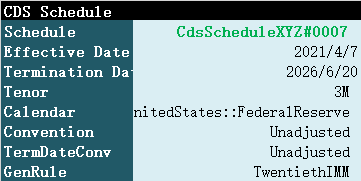 CDS Schedule
Schedule CdsScheduleXYZ#0007
Effective Date 2021/4/7
Termination Dat 2026/6/20
Tenor 3M
Calendar nitedStates::FederalReserve
Convention Unadjusted
TermDateConv Unadjusted
GenRule TwentiethIMM